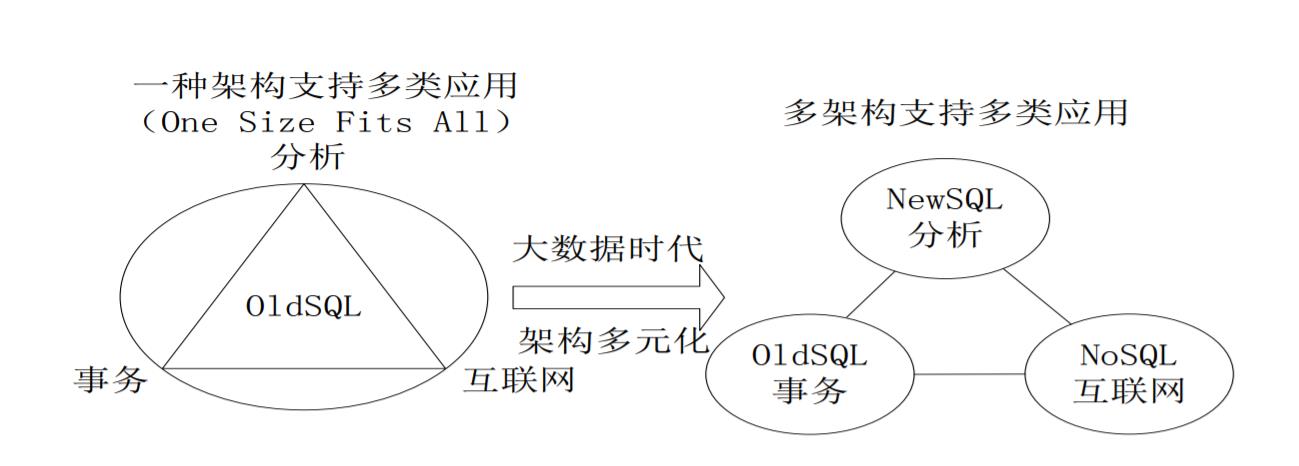 一种架构支持多类应用
（One Size Fits All）
分析
OldSQL
事务
互联网
大数据时代
架构多元化
多架构支持多类应用
NewSQL
分析
OldSQL
事务
NoSQL
互联网